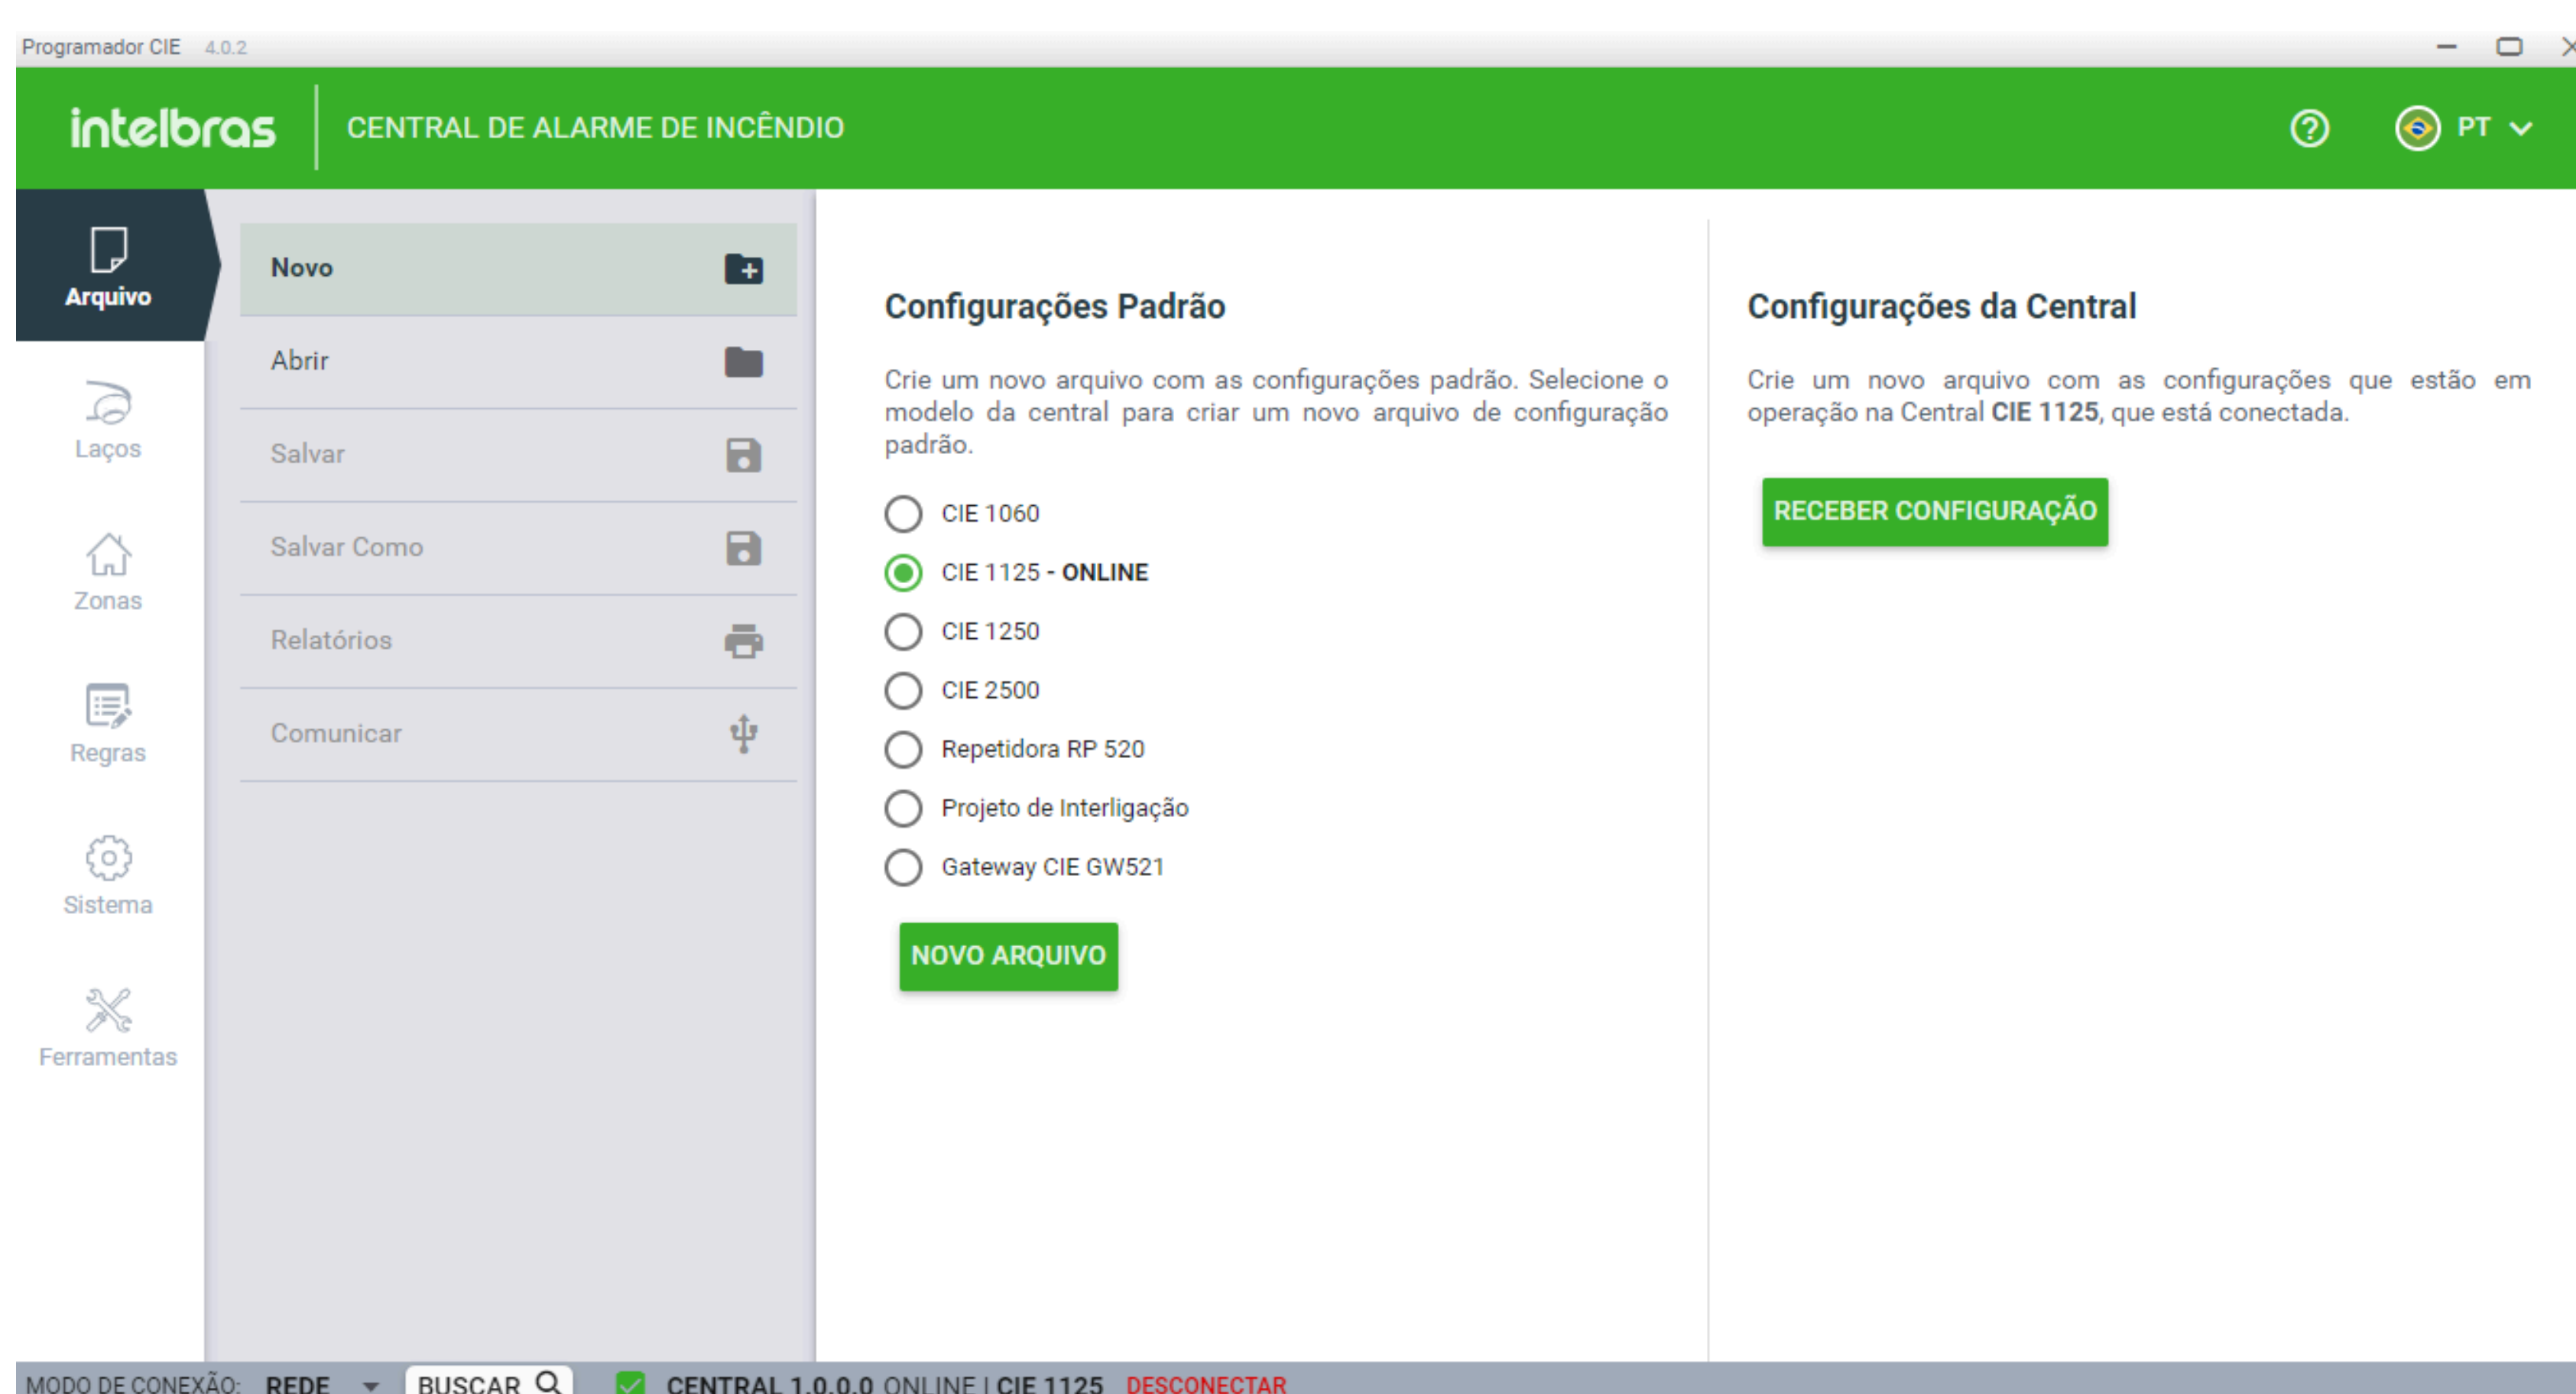 Programador CIE 4.0.2
intelbras
CENTRAL DE ALARME DE INCÊNDIO
PT
Arquivo
Laços
Zonas
Regras
Sistema
Ferramentas
Novo
Abrir
Salvar
Salvar Como
Relatórios
Comunicar
Configurações Padrão
Crie um novo arquivo com as configurações padrão. Selecione o
modelo da central para criar um novo arquivo de configuração
padrão.
CIE 1060
CIE 1125 - ONLINE
CIE 1250
CIE 2500
Repetidora RP 520
Projeto de Interligação
Gateway CIE GW521
NOVO ARQUIVO
Configurações da Central
Crie um novo arquivo com as configurações que estão em
operação na Central CIE 1125, que está conectada.
RECEBER CONFIGURAÇÃO
MODO DE CONEXÃO: REDE BUSCAR CENTRAL 1.0.0.0 ONLINE | CIE 1125 DESCONECTAR